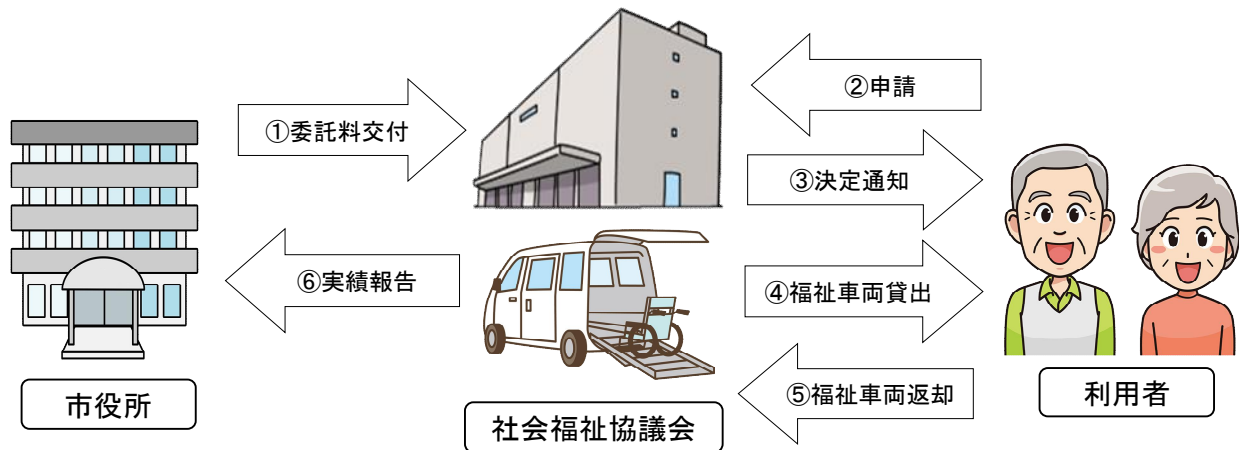 ①委託料交付
②申請
③決定通知
④福祉車両貸出
⑤福祉車両返却
⑥実績報告
市役所
社会福祉協議会
利用者